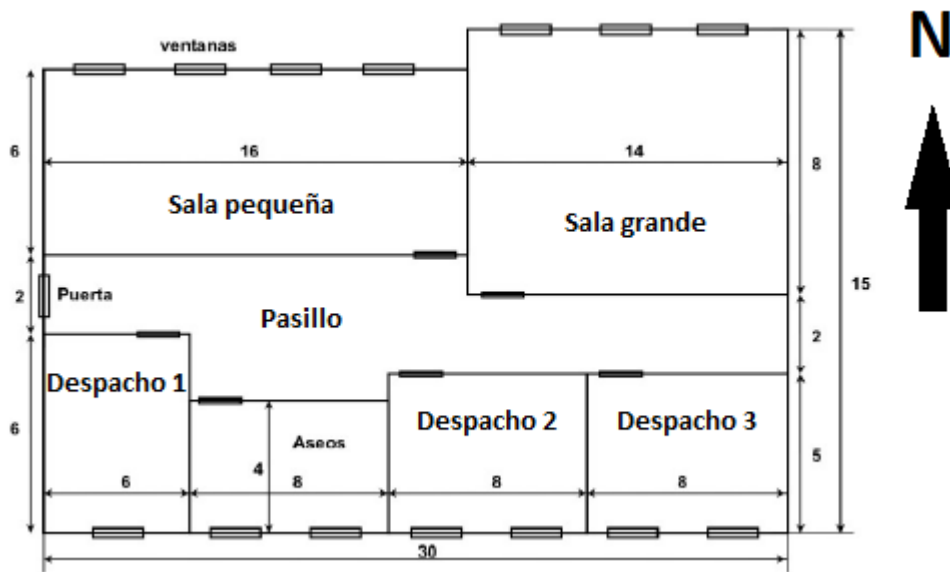 N
ventanas
6
16
14
8
Sala pequeña
Sala grande
2
Puerta
Pasillo
15
2
Despacho 1
Despacho 2
Despacho 3
6
Aseos
4
5
6
8
8
8
30